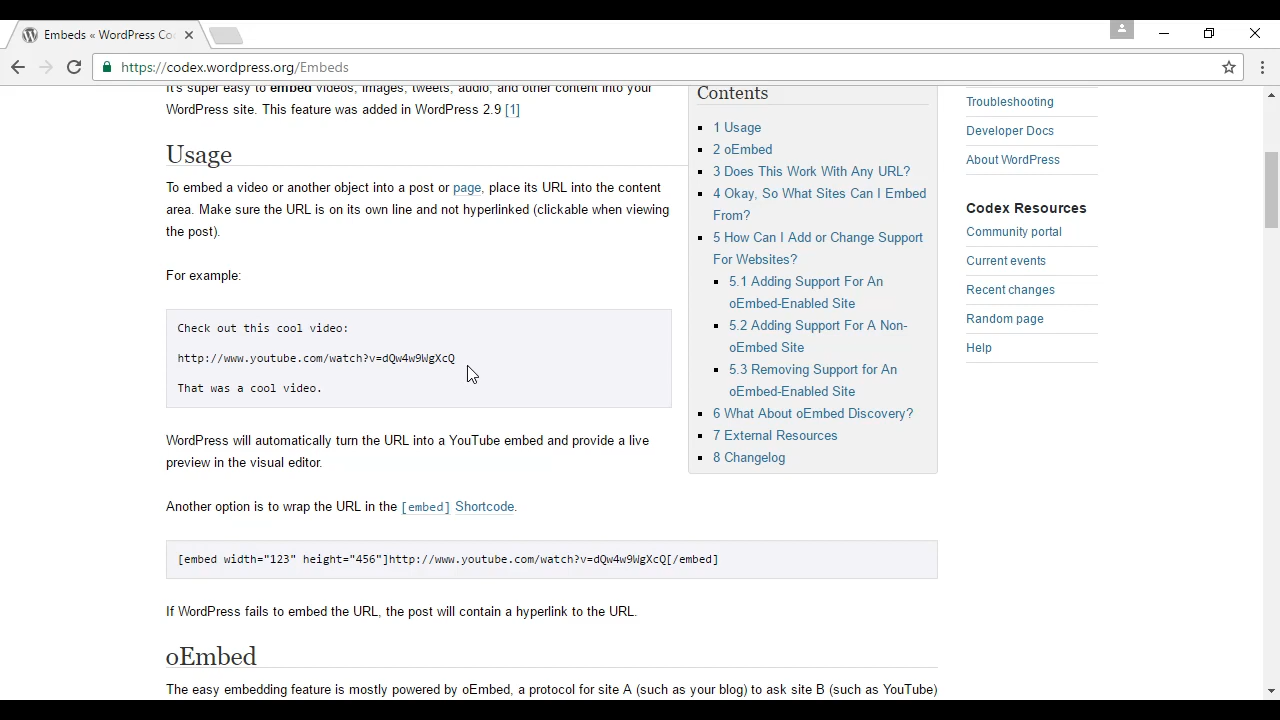 Embeds « WordPress Co
https://codex.wordpress.org/Embeds
It's super easy to embed videos, images, tweets, audio, and other content into your
WordPress site. This feature was added in WordPress 2.9 [1]
Usage
To embed a video or another object into a post or page, place its URL into the content
area. Make sure the URL is on its own line and not hyperlinked (clickable when viewing
the post).
For example:
Check out this cool video:
http://www.youtube.com/watch?v=dQw4w9WgXcQ
That was a cool video.
WordPress will automatically turn the URL into a YouTube embed and provide a live
preview in the visual editor.
Another option is to wrap the URL in the [embed] Shortcode.
[embed width="123" height="456"]http://www.youtube.com/watch?v=dQw4w9WgXcQ[/embed]
If WordPress fails to embed the URL, the post will contain a hyperlink to the URL.
oEmbed
The easy embedding feature is mostly powered by oEmbed, a protocol for site A (such as your blog) to ask site B (such as YouTube)
Contents
1 Usage
2 oEmbed
3 Does This Work With Any URL?
4 Okay, So What Sites Can I Embed
From?
5 How Can I Add or Change Support
For Websites?
5.1 Adding Support For An
oEmbed-Enabled Site
5.2 Adding Support For A Non-
oEmbed Site
5.3 Removing Support for An
oEmbed-Enabled Site
6 What About oEmbed Discovery?
7 External Resources
8 Changelog
Troubleshooting
Developer Docs
About WordPress
Codex Resources
Community portal
Current events
Recent changes
Random page
Help